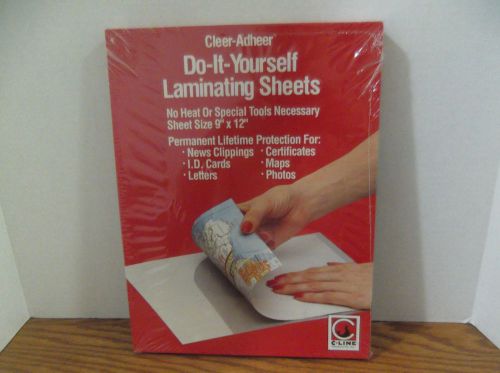 Cleer-Adheer
Do-It-Yourself
Laminating Sheets
No Heat Or Special Tools Necessary
Sheet Size 9" x 12"
Permanent Lifetime Protection For:
· News Clippings · Certificates
· I.D. Cards · Maps
· Letters · Photos
C-LINE